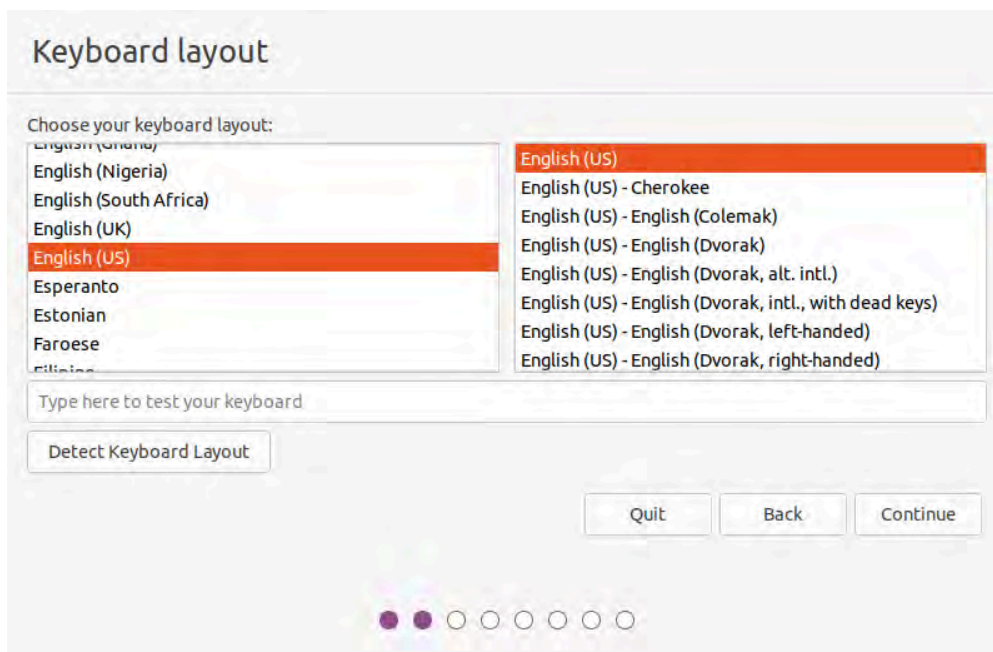 Keyboard layout
Choose your keyboard layout:
English (Ghana)
English (Nigeria)
English (South Africa)
English (UK)
English (US)
Esperanto
Estonian
Faroese
Filipino
English (US)
English (US) - Cherokee
English (US) - English (Colemak)
English (US) - English (Dvorak)
English (US) - English (Dvorak, alt. intl.)
English (US) - English (Dvorak, intl., with dead keys)
English (US) - English (Dvorak, left-handed)
English (US) - English (Dvorak, right-handed)
Type here to test your keyboard
Detect Keyboard Layout
Quit
Back
Continue